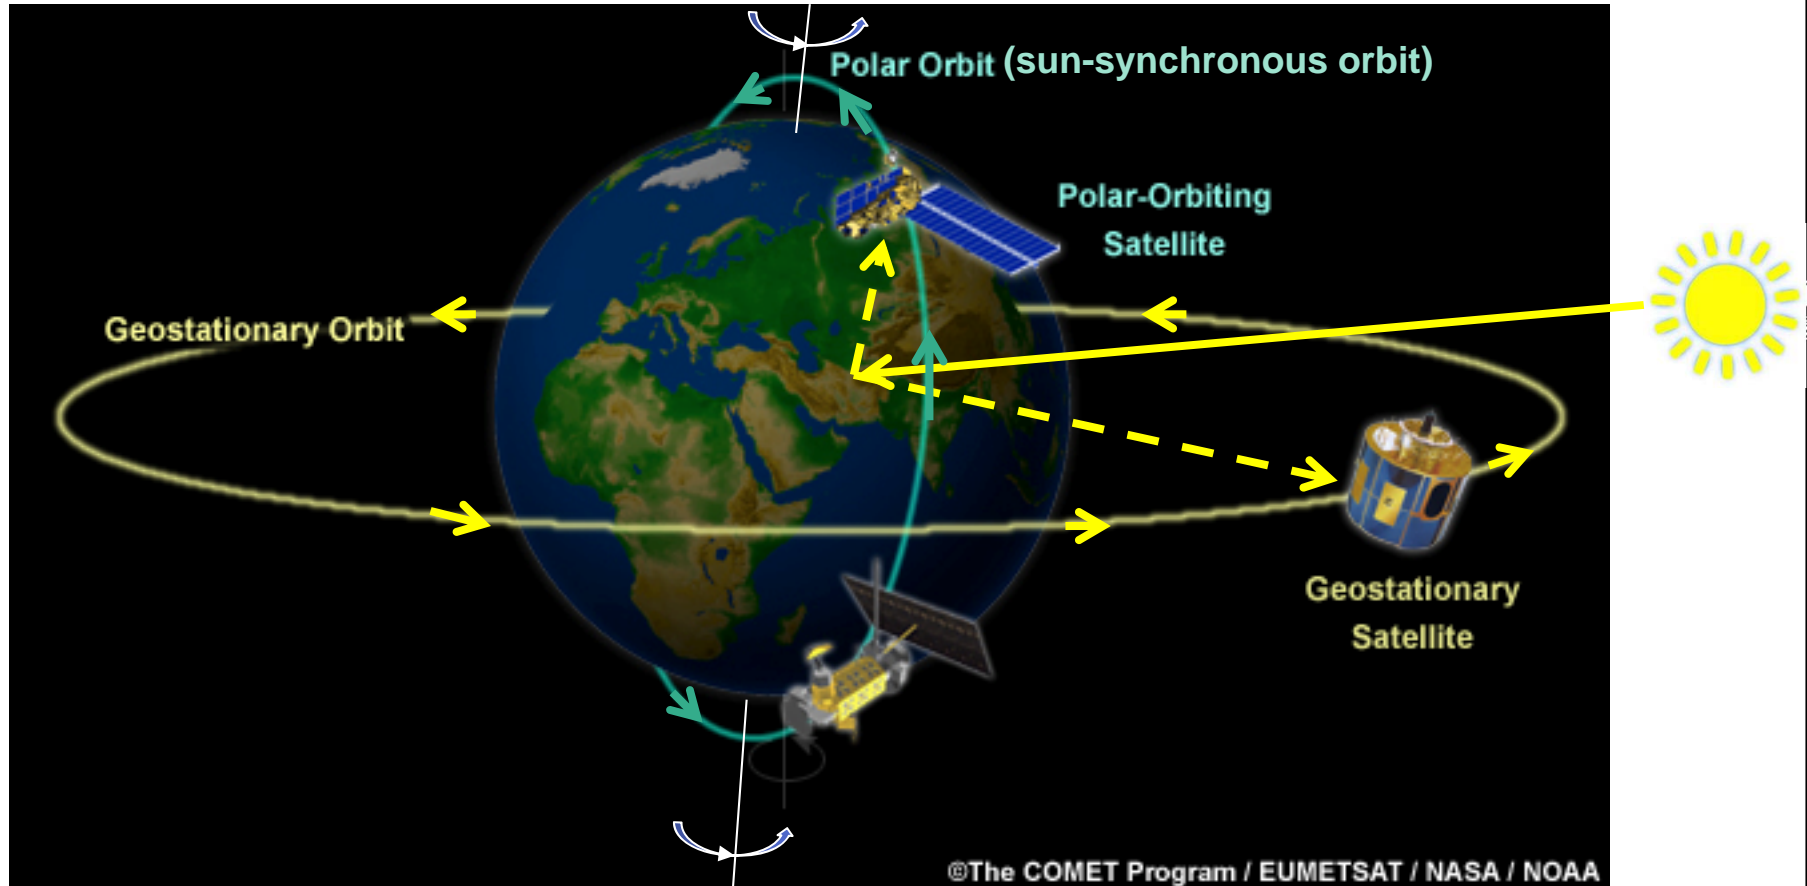 Polar Orbit (sun-synchronous orbit)
Polar-Orbiting
Satellite
Geostationary Orbit
Geostationary
Satellite
©The COMET Program / EUMETSAT / NASA / NOAA